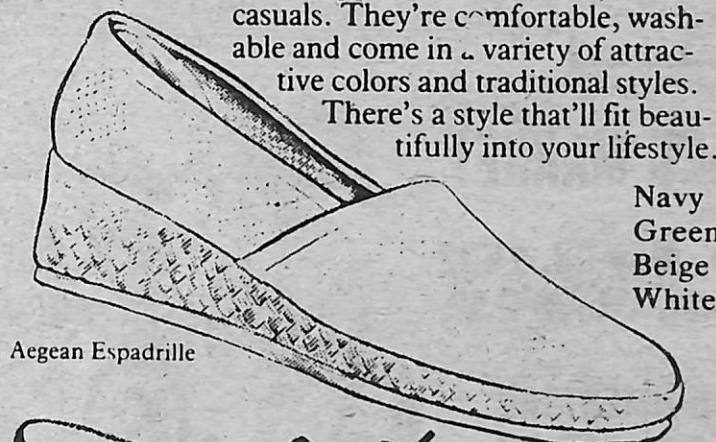 casuals. They're comfortable, wash-
able and come in a variety of attrac-
tive colors and traditional styles.
There's a style that'll fit beau-
tifully into your lifestyle.
Navy
Green
Beige
White
Aegean Espadrille